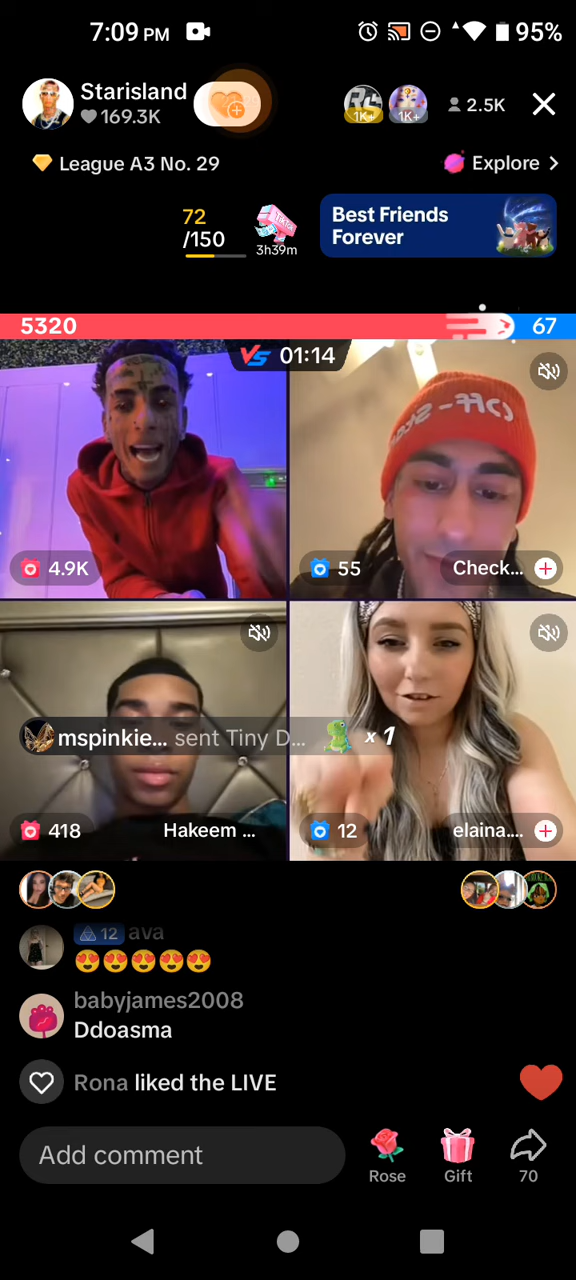 7:09 PM
95%
Starisland
169.3K
1K+
1K+
2.5K
League A3 No. 29
Explore
72
/150
TikTok
3h39m
Best Friends
Forever
5320
67
VS 01:14
4.9K
55
Check...
mspinkie... sent Tiny D... x 1
418
Hakeem ...
12
elaina....
12 ava
😍😍😍😍😍
babyjames2008
Ddoasma
Rona liked the LIVE
Add comment
Rose
Gift
70